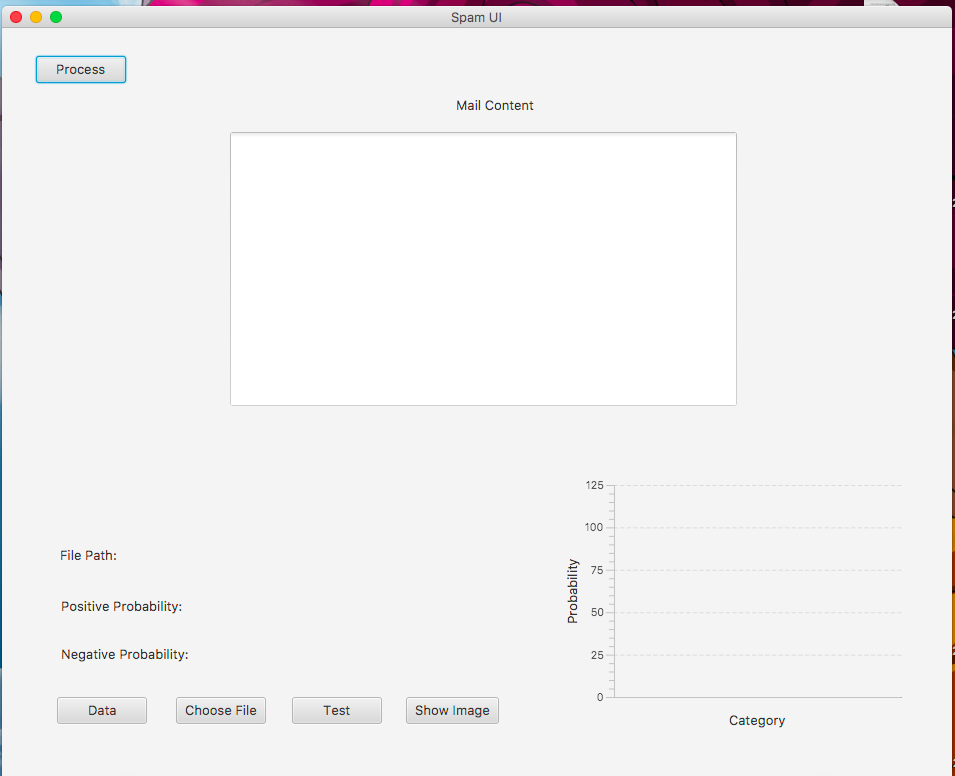 Spam UI
Process
Mail Content
125
100
75
50
25
0
Probability
Category
File Path:
Positive Probability:
Negative Probability:
Data
Choose File
Test
Show Image